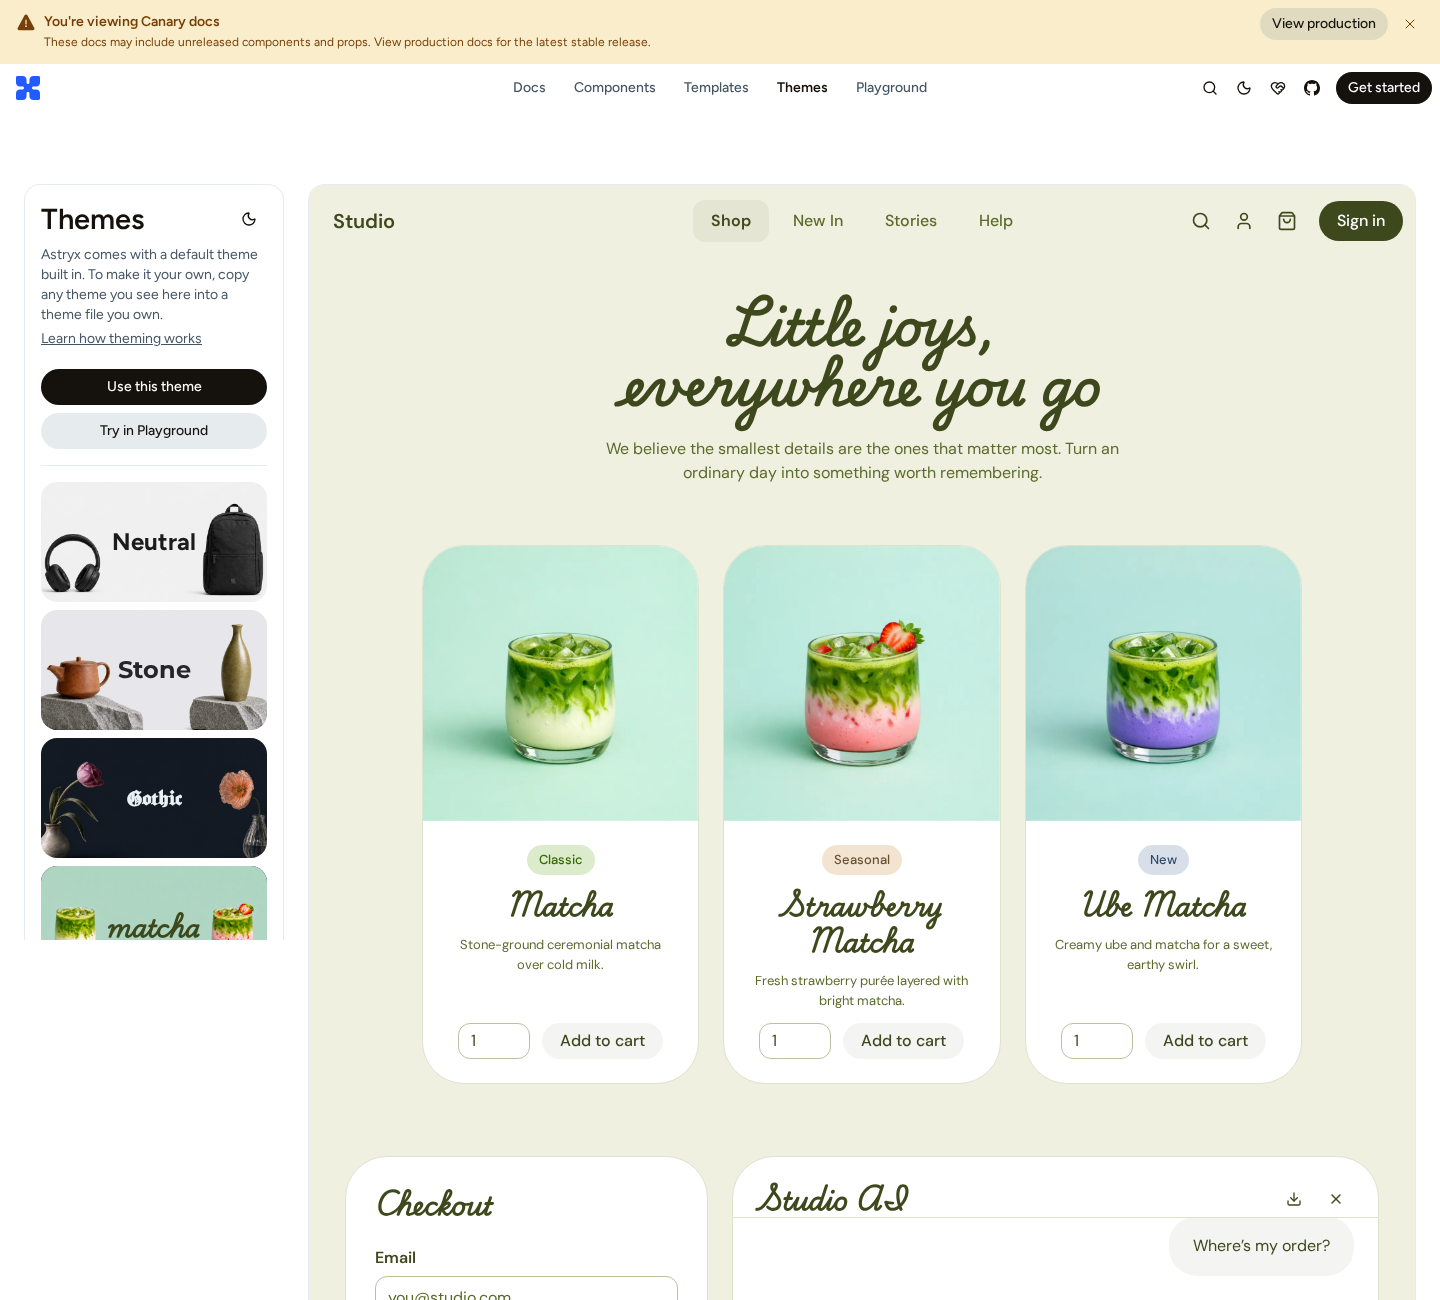 You're viewing Canary docs
These docs may include unreleased components and props. View production docs for the latest stable release.
View production
Docs
Components
Templates
Themes
Playground
Get started
Themes
Astryx comes with a default theme
built in. To make it your own, copy
any theme you see here into a
theme file you own.
Learn how theming works
Use this theme
Try in Playground
Neutral
Stone
Gothic
matcha
Studio
Shop
New In
Stories
Help
Sign in
Little joys,
everywhere you go
We believe the smallest details are the ones that matter most. Turn an
ordinary day into something worth remembering.
Classic
Matcha
Stone-ground ceremonial matcha
over cold milk.
1
Add to cart
Seasonal
Strawberry
Matcha
Fresh strawberry purée layered with
bright matcha.
1
Add to cart
New
Ube Matcha
Creamy ube and matcha for a sweet,
earthy swirl.
1
Add to cart
Checkout
Email
you@studio.com
Studio AI
Where's my order?